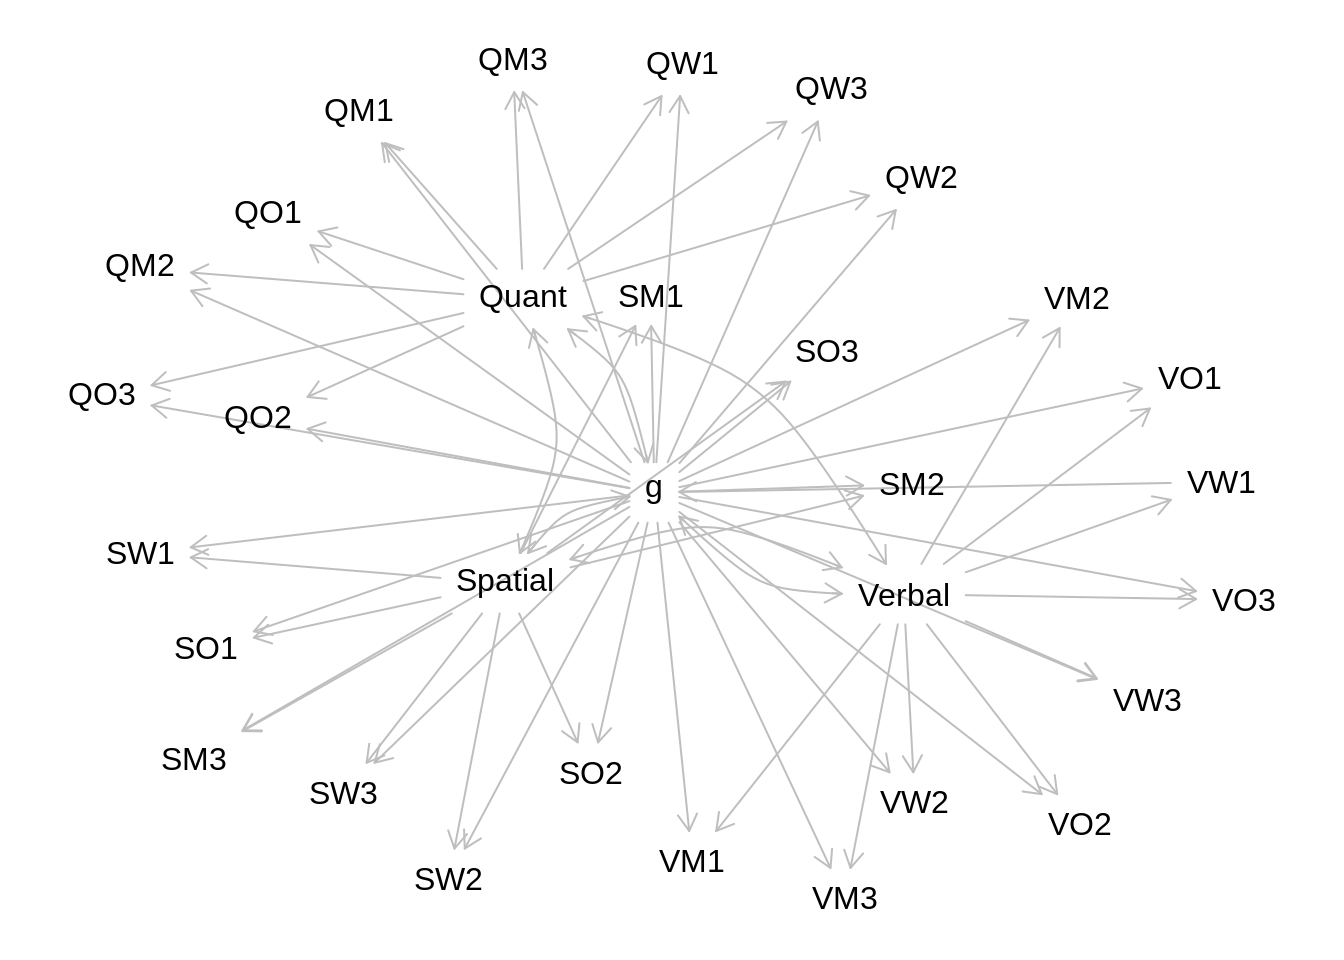 QM3
QW1
QW3
QM1
QW2
QO1
QM2
Quant
SM1
VM2
SO3
VO1
QO3
QO2
g
SM2
VW1
SW1
Spatial
Verbal
VO3
SO1
VW3
SM3
SO2
SW3
VW2
VO2
VM1
SW2
VM3